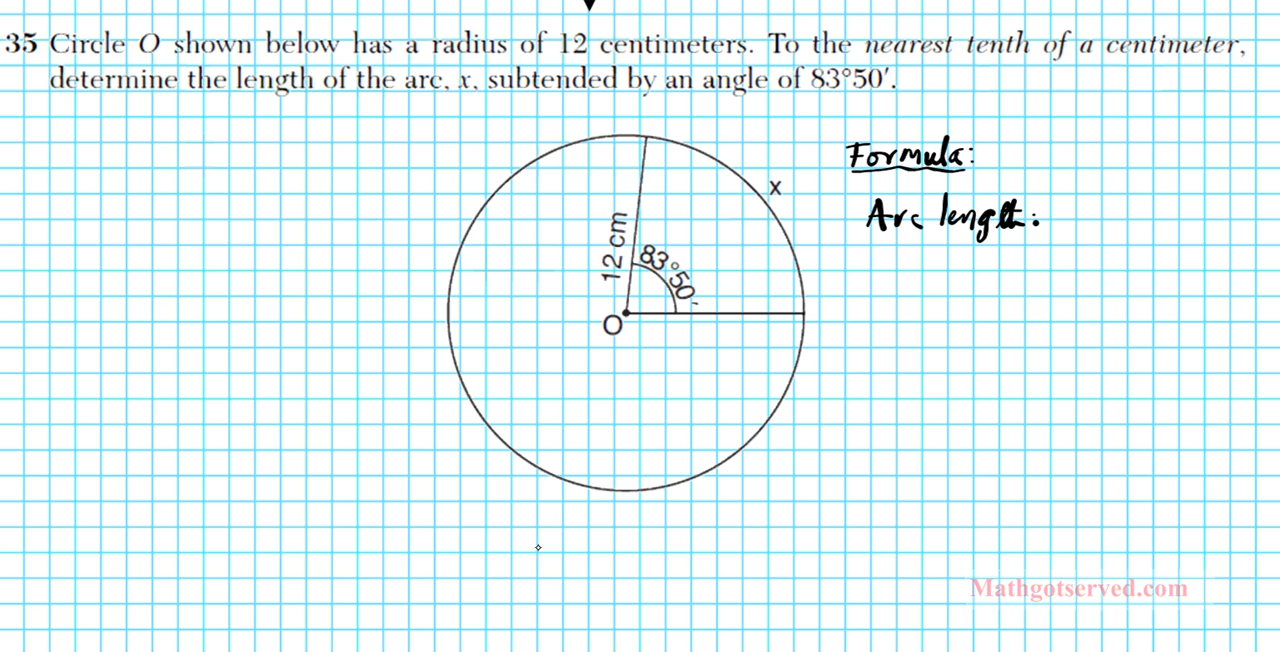 35 Circle O shown below has a radius of 12 centimeters. To the nearest tenth of a centimeter,
determine the length of the arc, x, subtended by an angle of 83°50′.
Formula:
x
Arc length:
12 cm
83°50′
O
Mathgotserved.com